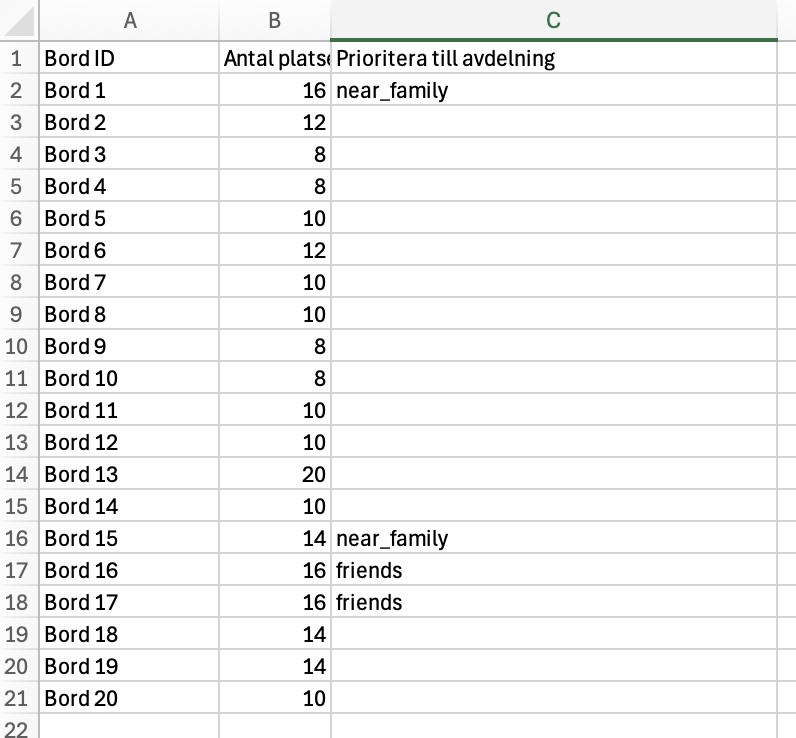 A B C
1 Bord ID Antal platse Prioritera till avdelning
2 Bord 1 16 near_family
3 Bord 2 12
4 Bord 3 8
5 Bord 4 8
6 Bord 5 10
7 Bord 6 12
8 Bord 7 10
9 Bord 8 10
10 Bord 9 8
11 Bord 10 8
12 Bord 11 10
13 Bord 12 10
14 Bord 13 20
15 Bord 14 10
16 Bord 15 14 near_family
17 Bord 16 16 friends
18 Bord 17 16 friends
19 Bord 18 14
20 Bord 19 14
21 Bord 20 10
22